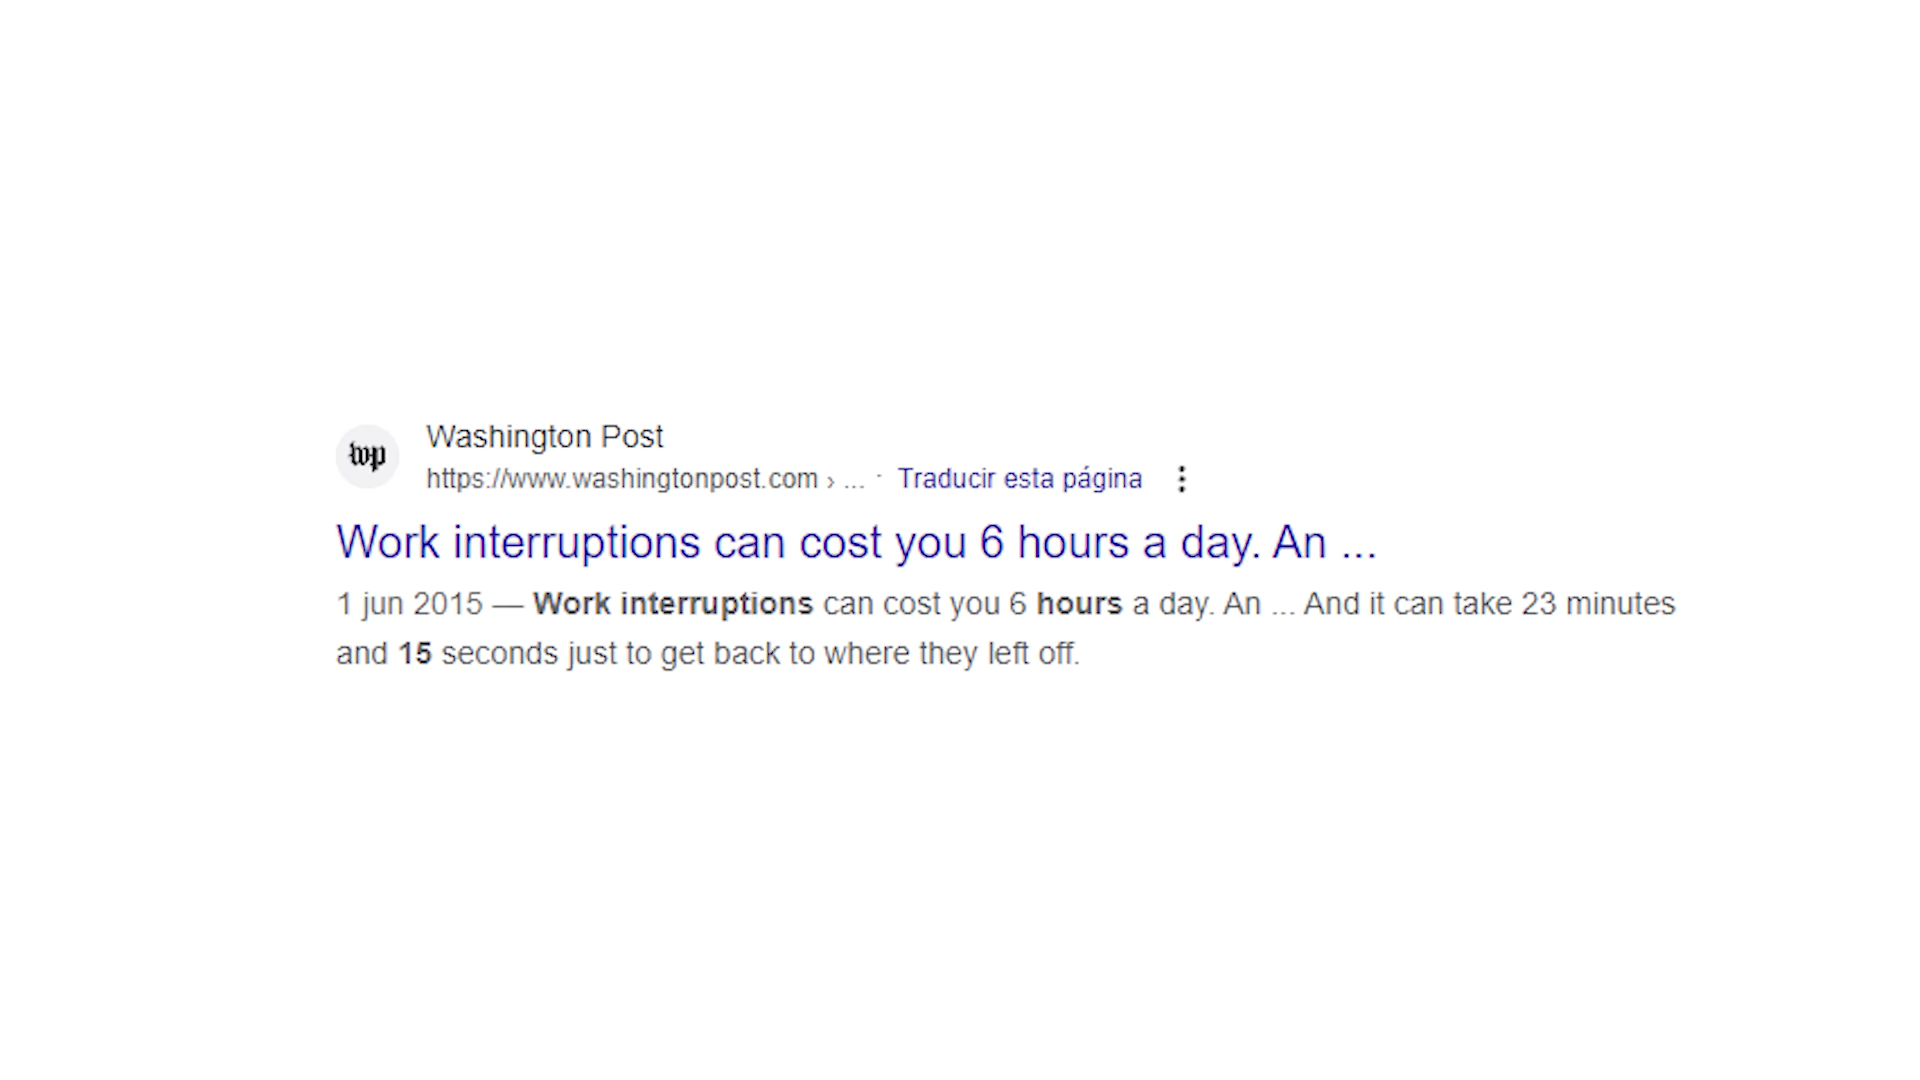 wp
Washington Post
https://www.washingtonpost.com › ... · Traducir esta página
Work interruptions can cost you 6 hours a day. An ...
1 jun 2015 — Work interruptions can cost you 6 hours a day. An ... And it can take 23 minutes
and 15 seconds just to get back to where they left off.